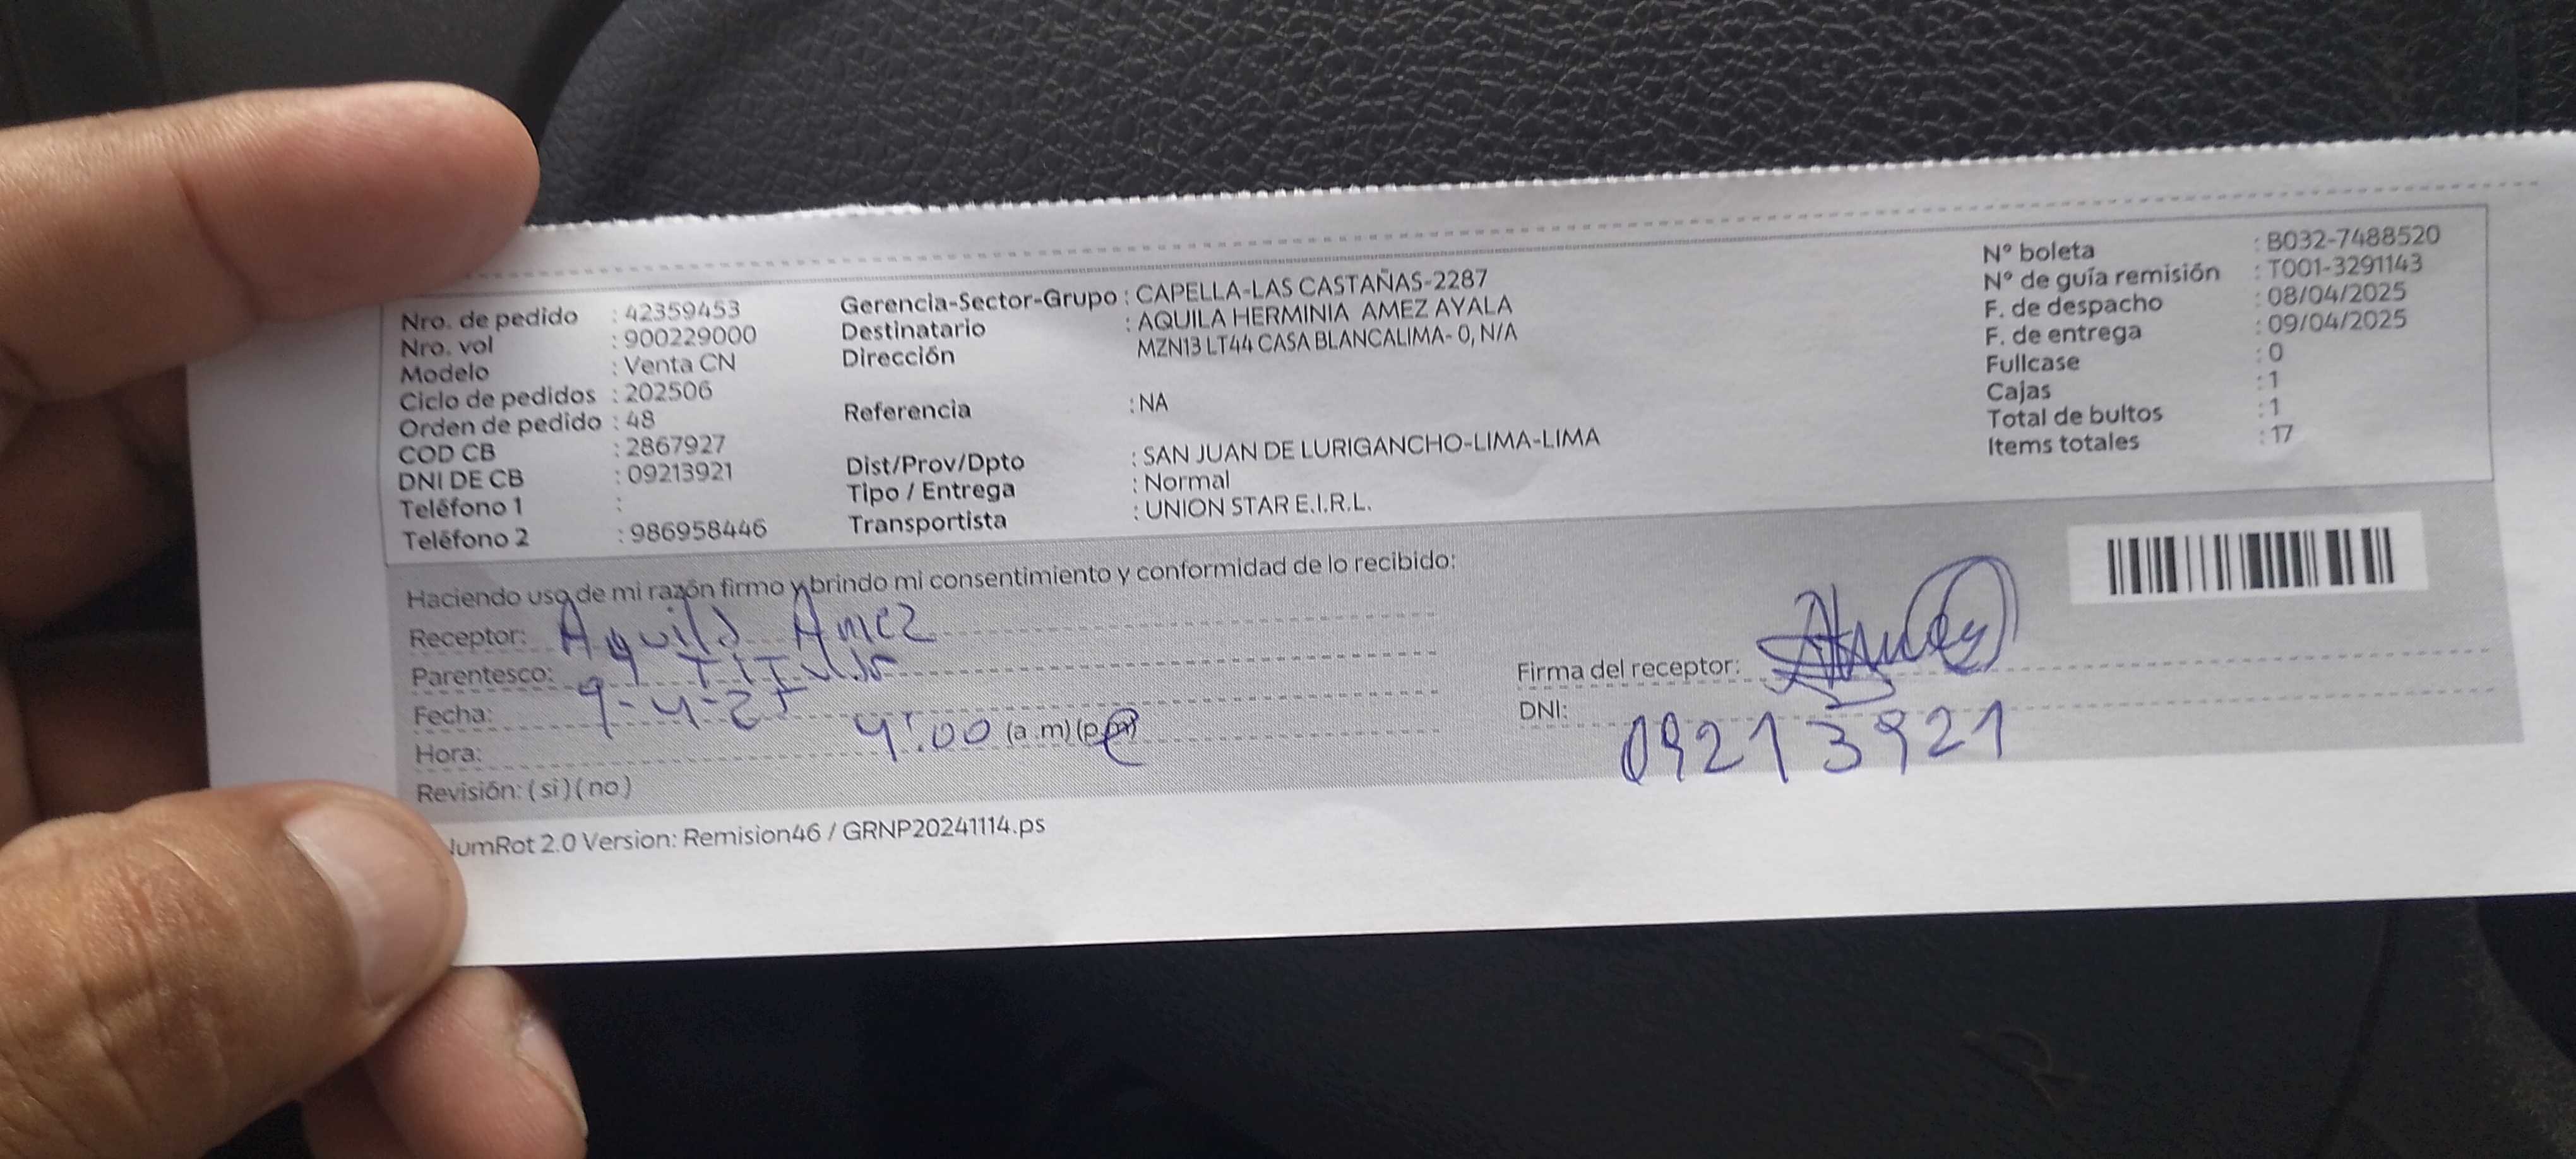 Nro. de pedido : 42359453
Nro. vol : 900229000
Modelo : Venta CN
Ciclo de pedidos : 202506
Orden de pedido : 48
COD CB : 2867927
DNI DE CB : 09213921
Teléfono 1 :
Teléfono 2 : 986958446
Gerencia-Sector-Grupo : CAPELLA-LAS CASTAÑAS-2287
Destinatario : AQUILA HERMINIA AMEZ AYALA
Dirección MZN13 LT44 CASA BLANCALIMA- 0, N/A
Referencia : NA
Dist/Prov/Dpto : SAN JUAN DE LURIGANCHO-LIMA-LIMA
Tipo / Entrega : Normal
Transportista : UNION STAR E.I.R.L.
N° boleta : B032-7488520
N° de guía remisión : T001-3291143
F. de despacho : 08/04/2025
F. de entrega : 09/04/2025
Fullcase : 0
Cajas : 1
Total de bultos : 1
Items totales : 17
Haciendo uso de mi razón firmo y brindo mi consentimiento y conformidad de lo recibido:
Receptor: Aquila Amez
Parentesco: Titular
Fecha: 9-4-25
Hora: 4:00 (a.m) (p.m)
Revisión: ( si ) ( no )
Firma del receptor:
DNI: 09213921
umRot 2.0 Version: Remision46 / GRNP20241114.ps